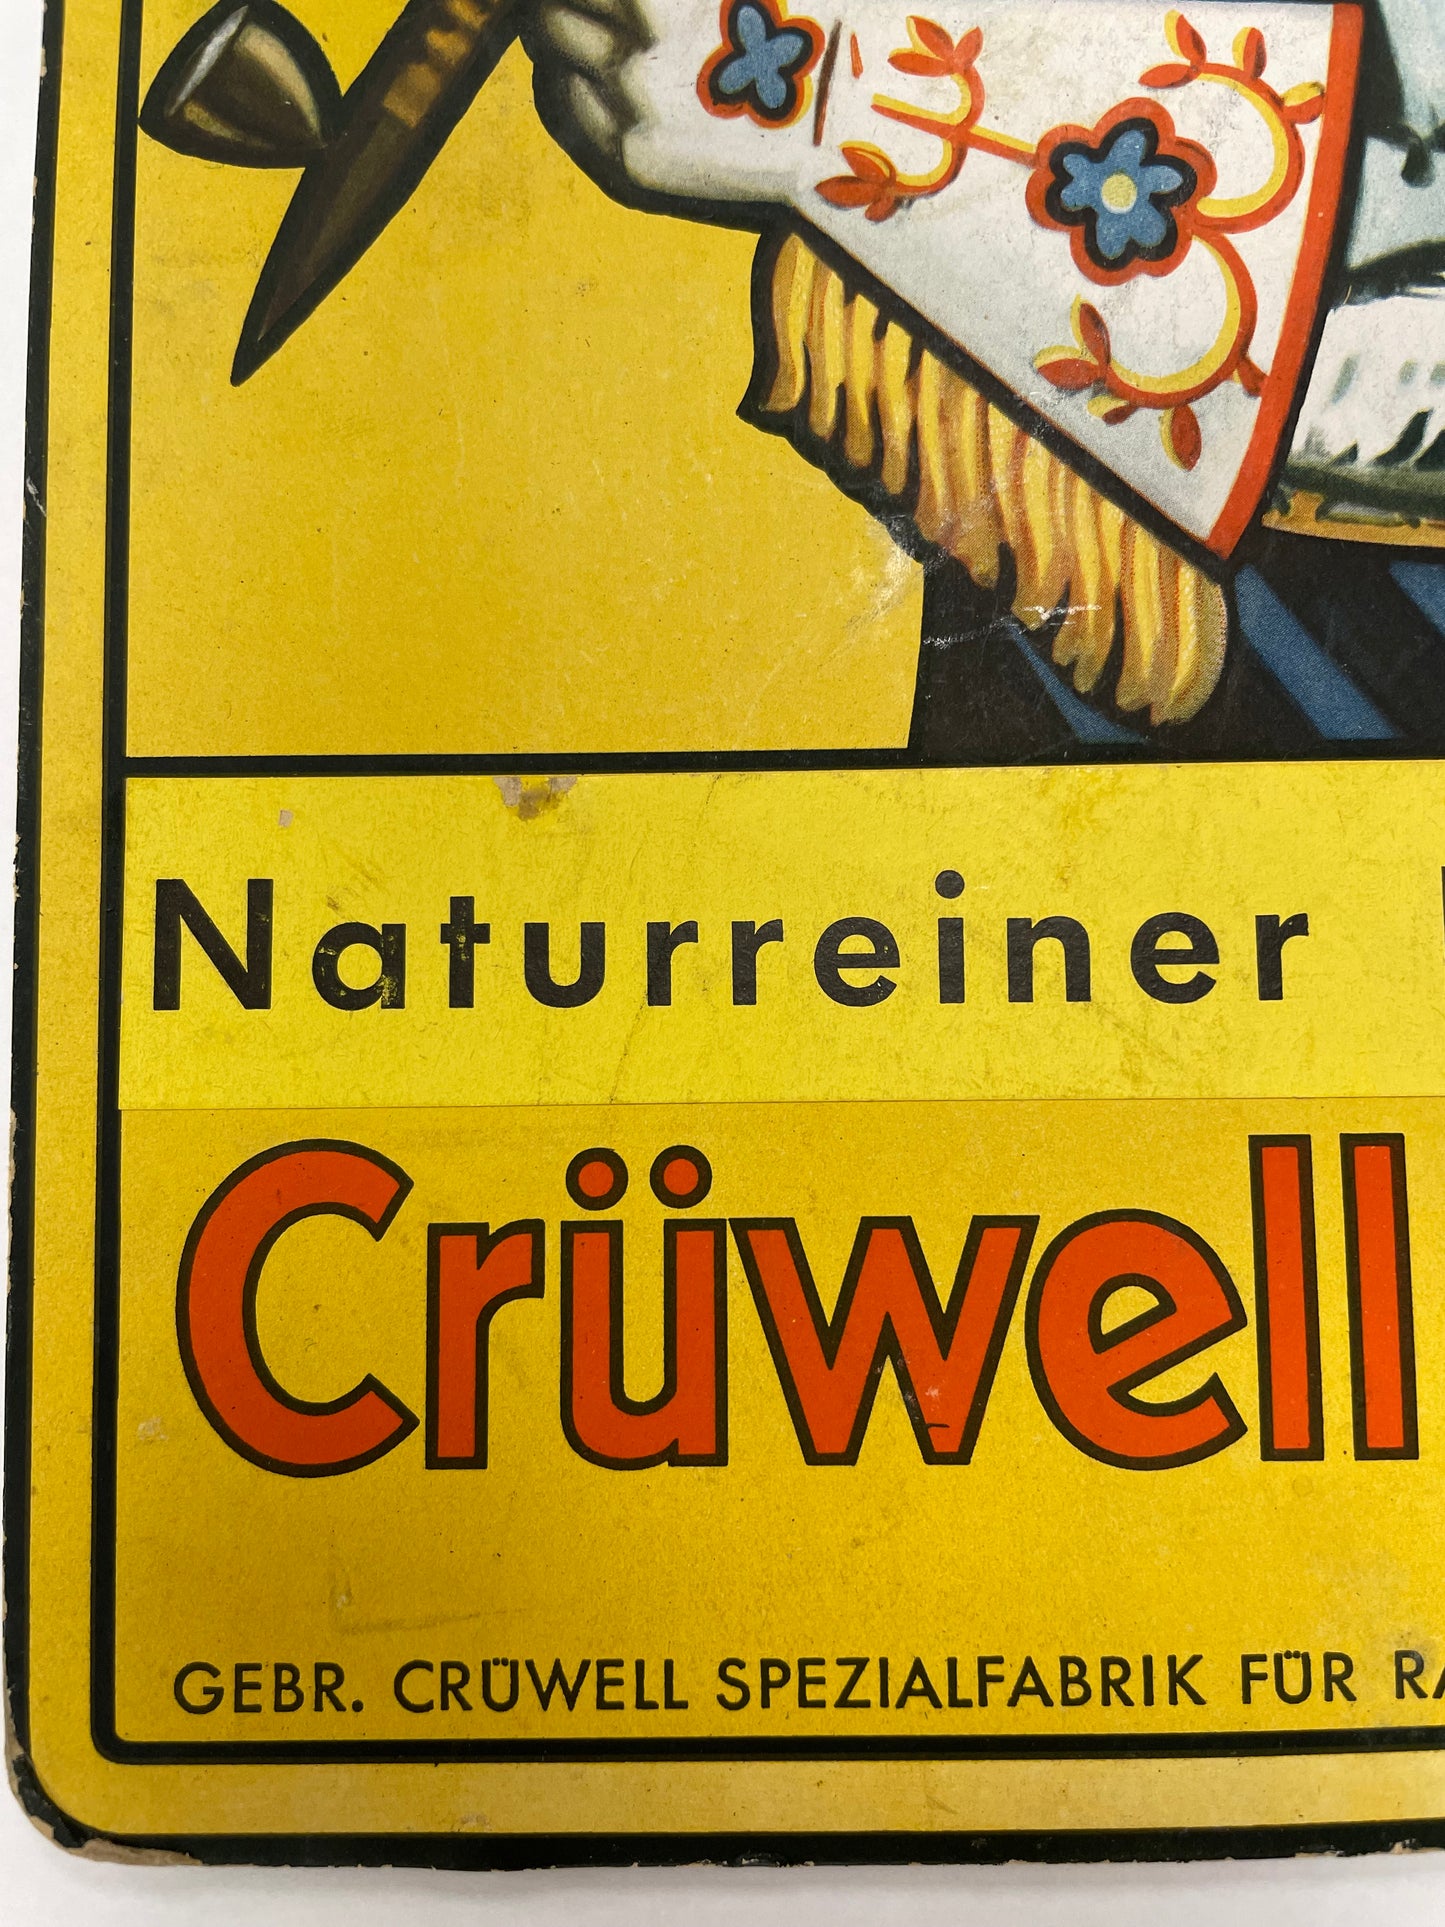 Naturreiner
Crüwell
GEBR. CRÜWELL SPEZIALFABRIK FÜR